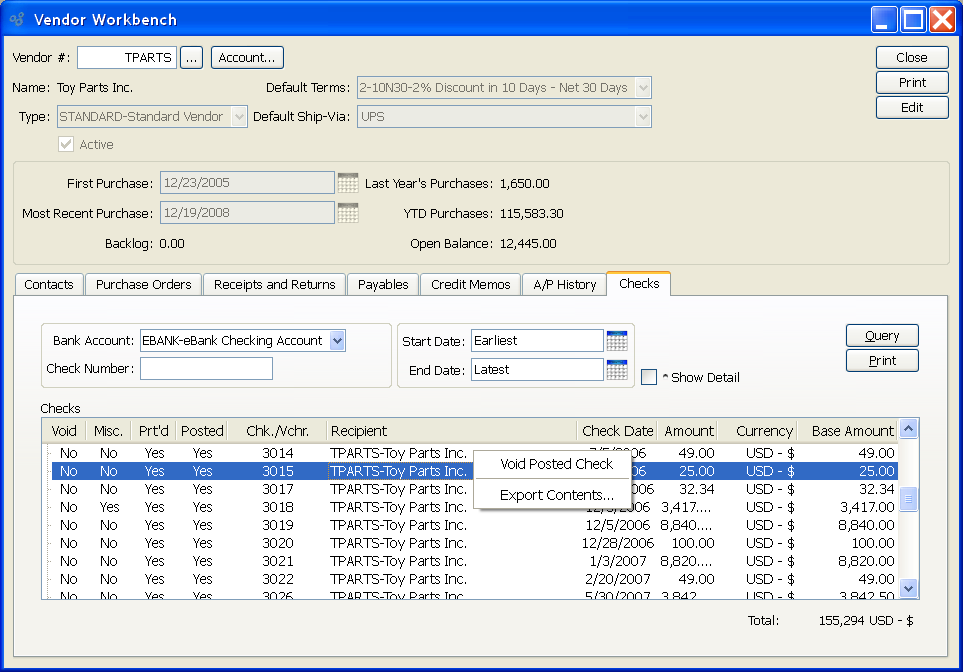 Vendor Workbench
Vendor #: TPARTS ... Account... Close
Print
Name: Toy Parts Inc. Default Terms: 2-10N30-2% Discount in 10 Days - Net 30 Days
Edit
Type: STANDARD-Standard Vendor Default Ship-Via: UPS
Active
First Purchase: 12/23/2005 Last Year's Purchases: 1,650.00
Most Recent Purchase: 12/19/2008 YTD Purchases: 115,583.30
Backlog: 0.00 Open Balance: 12,445.00
Contacts Purchase Orders Receipts and Returns Payables Credit Memos A/P History Checks
Bank Account: EBANK-eBank Checking Account Start Date: Earliest Query
Check Number: End Date: Latest Print
^ Show Detail
Checks
Void Misc. Prt'd Posted Chk./Vchr. Recipient Check Date Amount Currency Base Amount
No No Yes Yes 3014 TPARTS-Toy Parts Inc. 49.00 USD - $ 49.00
Void Posted Check
No No Yes Yes 3015 TPARTS-Toy Parts Inc. 06 25.00 USD - $ 25.00
No No Yes Yes 3017 TPARTS-Toy Parts Inc. 006 32.34 USD - $ 32.34
Export Contents...
No Yes Yes Yes 3018 TPARTS-Toy Parts Inc. 3,417.... USD - $ 3,417.00
No No Yes Yes 3019 TPARTS-Toy Parts Inc. 12/5/2006 8,840.... USD - $ 8,840.00
No No Yes Yes 3020 TPARTS-Toy Parts Inc. 12/28/2006 100.00 USD - $ 100.00
No No Yes Yes 3021 TPARTS-Toy Parts Inc. 1/3/2007 8,820.... USD - $ 8,820.00
No No Yes Yes 3022 TPARTS-Toy Parts Inc. 2/20/2007 49.00 USD - $ 49.00
No No Yes Yes 3026 TPARTS-Toy Parts Inc. 5/30/2007 3,842.... USD - $ 3,842.50
Total: 155,294 USD - $